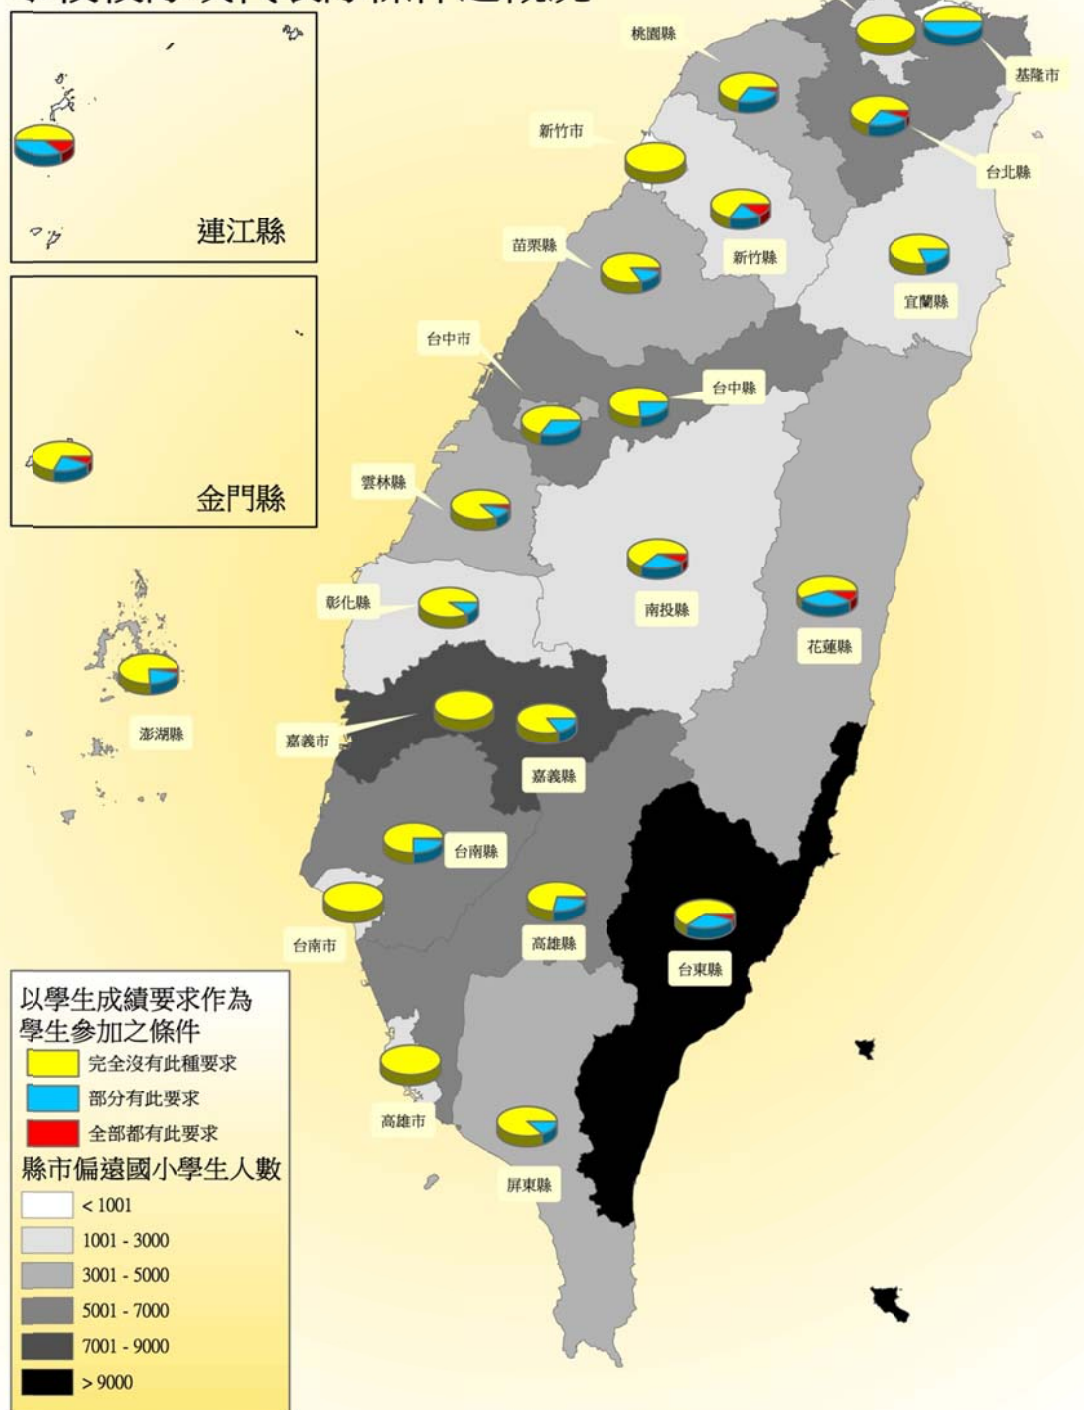 桃園縣
基隆市
新竹市
台北縣
連江縣
苗栗縣
新竹縣
宜蘭縣
台中市
台中縣
雲林縣
金門縣
彰化縣
南投縣
花蓮縣
澎湖縣
嘉義市
嘉義縣
台南縣
台南市
高雄縣
台東縣
以學生成績要求作為
學生參加之條件
完全沒有此種要求
部分有此要求
全部都有此要求
高雄市
屏東縣
縣市偏遠國小學生人數
< 1001
1001 - 3000
3001 - 5000
5001 - 7000
7001 - 9000
> 9000